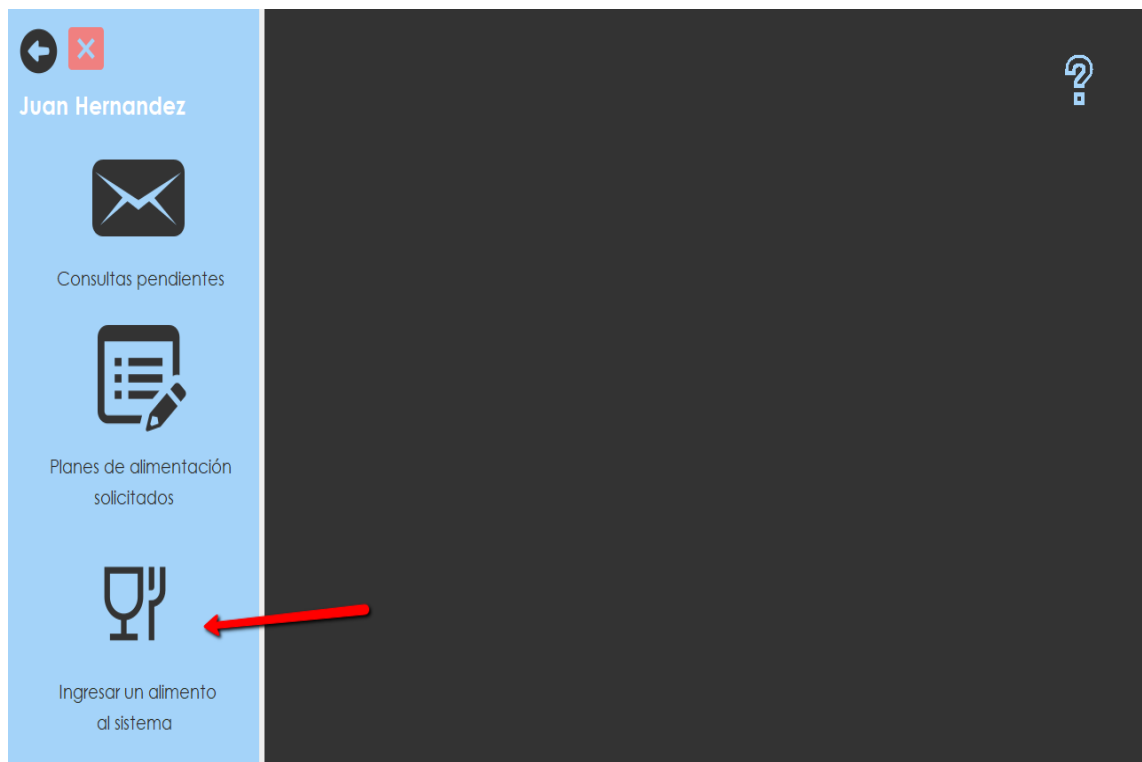 Juan Hernandez
Consultas pendientes
Planes de alimentación
solicitados
Ingresar un alimento
al sistema